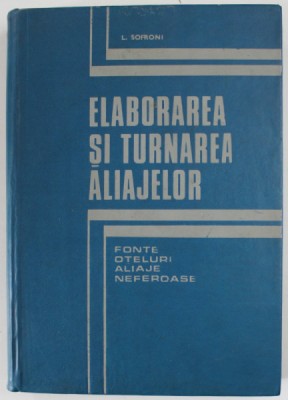 L. SOFRONI
ELABORAREA
ȘI TURNAREA
ALIAJELOR
FONTE
OȚELURI
ALIAJE
NEFEROASE